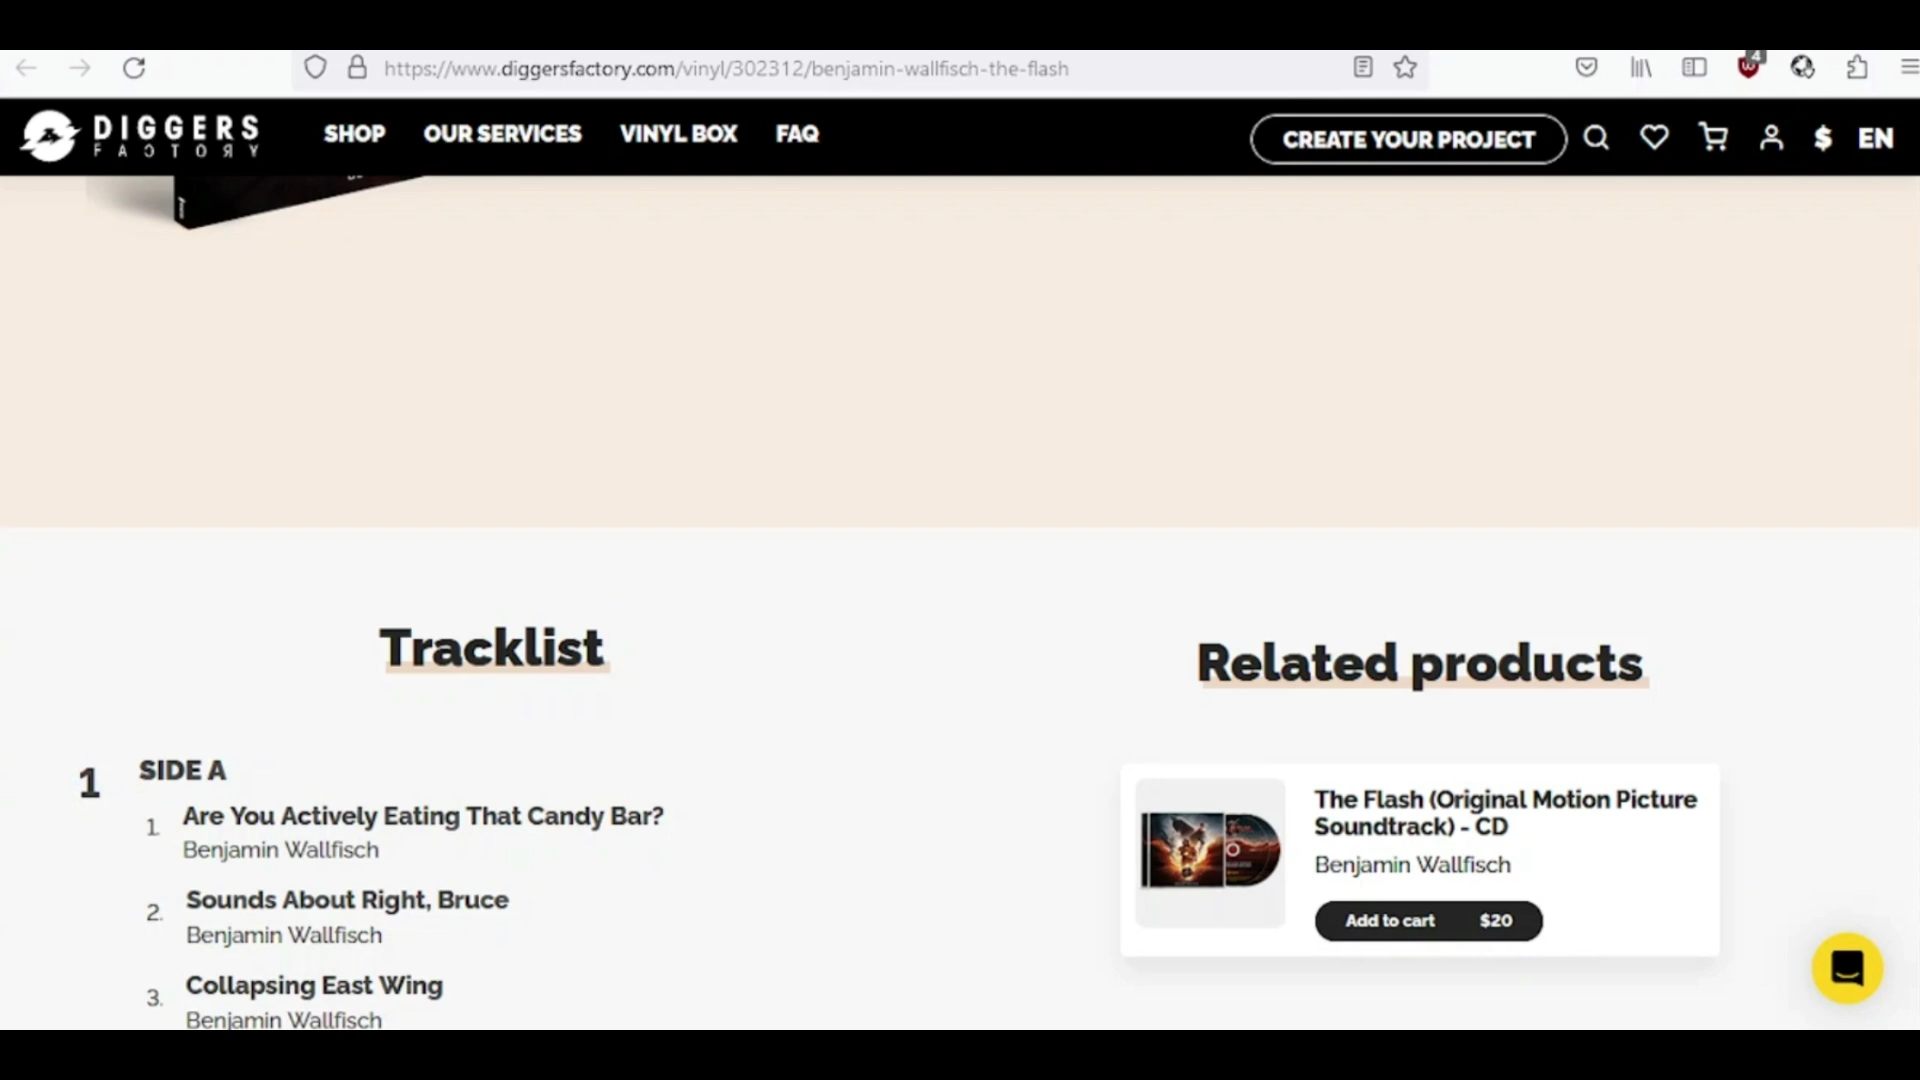 https://www.diggersfactory.com/vinyl/302312/benjamin-wallfisch-the-flash
4
DIGGERS
FACTORY
SHOP
OUR SERVICES
VINYL BOX
FAQ
CREATE YOUR PROJECT
$
EN
Tracklist
Related products
1
SIDE A
1. Are You Actively Eating That Candy Bar?
Benjamin Wallfisch
2. Sounds About Right, Bruce
Benjamin Wallfisch
3. Collapsing East Wing
Benjamin Wallfisch
The Flash (Original Motion Picture
Soundtrack) - CD
Benjamin Wallfisch
Add to cart $20